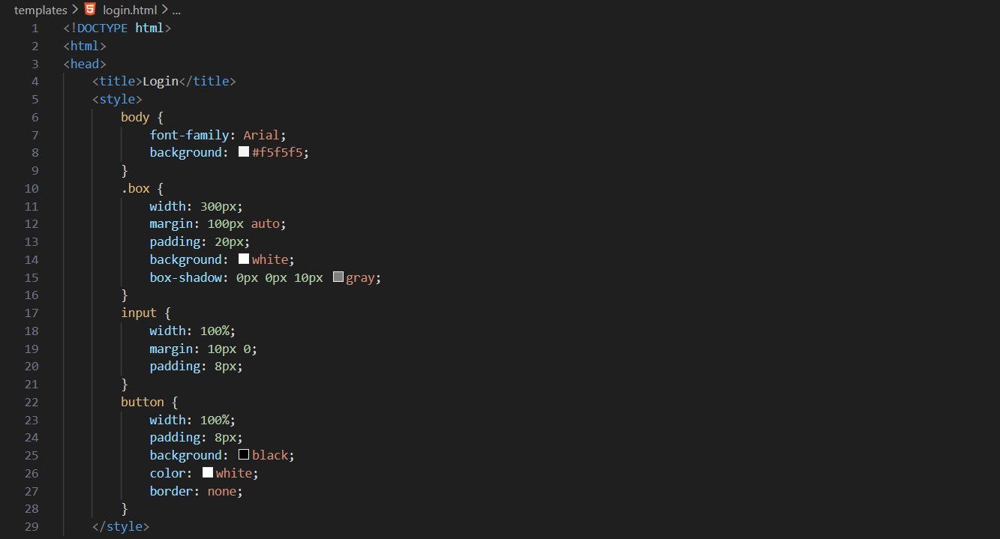 templates > login.html > ...
1 <!DOCTYPE html>
2 <html>
3 <head>
4     <title>Login</title>
5     <style>
6         body {
7             font-family: Arial;
8             background: #f5f5f5;
9         }
10         .box {
11             width: 300px;
12             margin: 100px auto;
13             padding: 20px;
14             background: white;
15             box-shadow: 0px 0px 10px gray;
16         }
17         input {
18             width: 100%;
19             margin: 10px 0;
20             padding: 8px;
21         }
22         button {
23             width: 100%;
24             padding: 8px;
25             background: black;
26             color: white;
27             border: none;
28         }
29     </style>